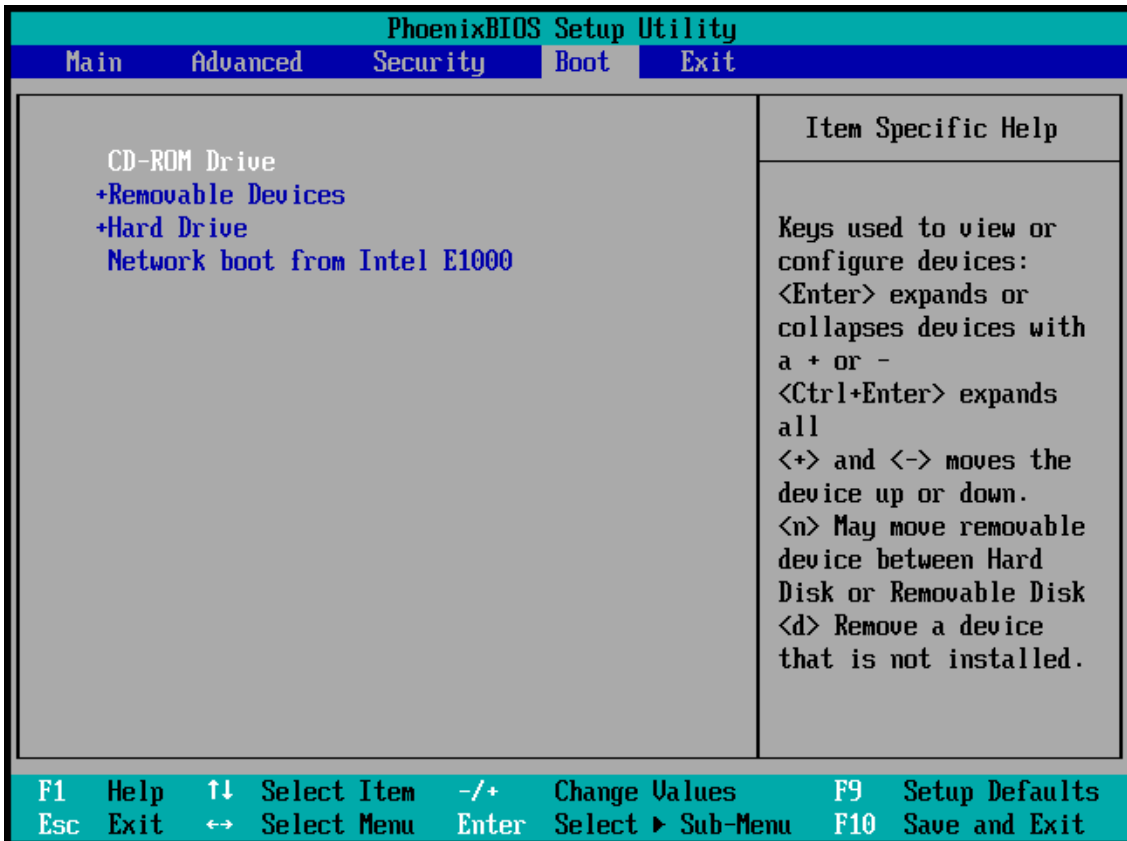 PhoenixBIOS Setup Utility
Main Advanced Security Boot Exit
CD-ROM Drive
+Removable Devices
+Hard Drive
Network boot from Intel E1000
Item Specific Help
Keys used to view or
configure devices:
<Enter> expands or
collapses devices with
a + or -
<Ctrl+Enter> expands
all
<+> and <-> moves the
device up or down.
<n> May move removable
device between Hard
Disk or Removable Disk
<d> Remove a device
that is not installed.
F1 Help ↑↓ Select Item -/+ Change Values F9 Setup Defaults
Esc Exit ↔ Select Menu Enter Select ▶ Sub-Menu F10 Save and Exit